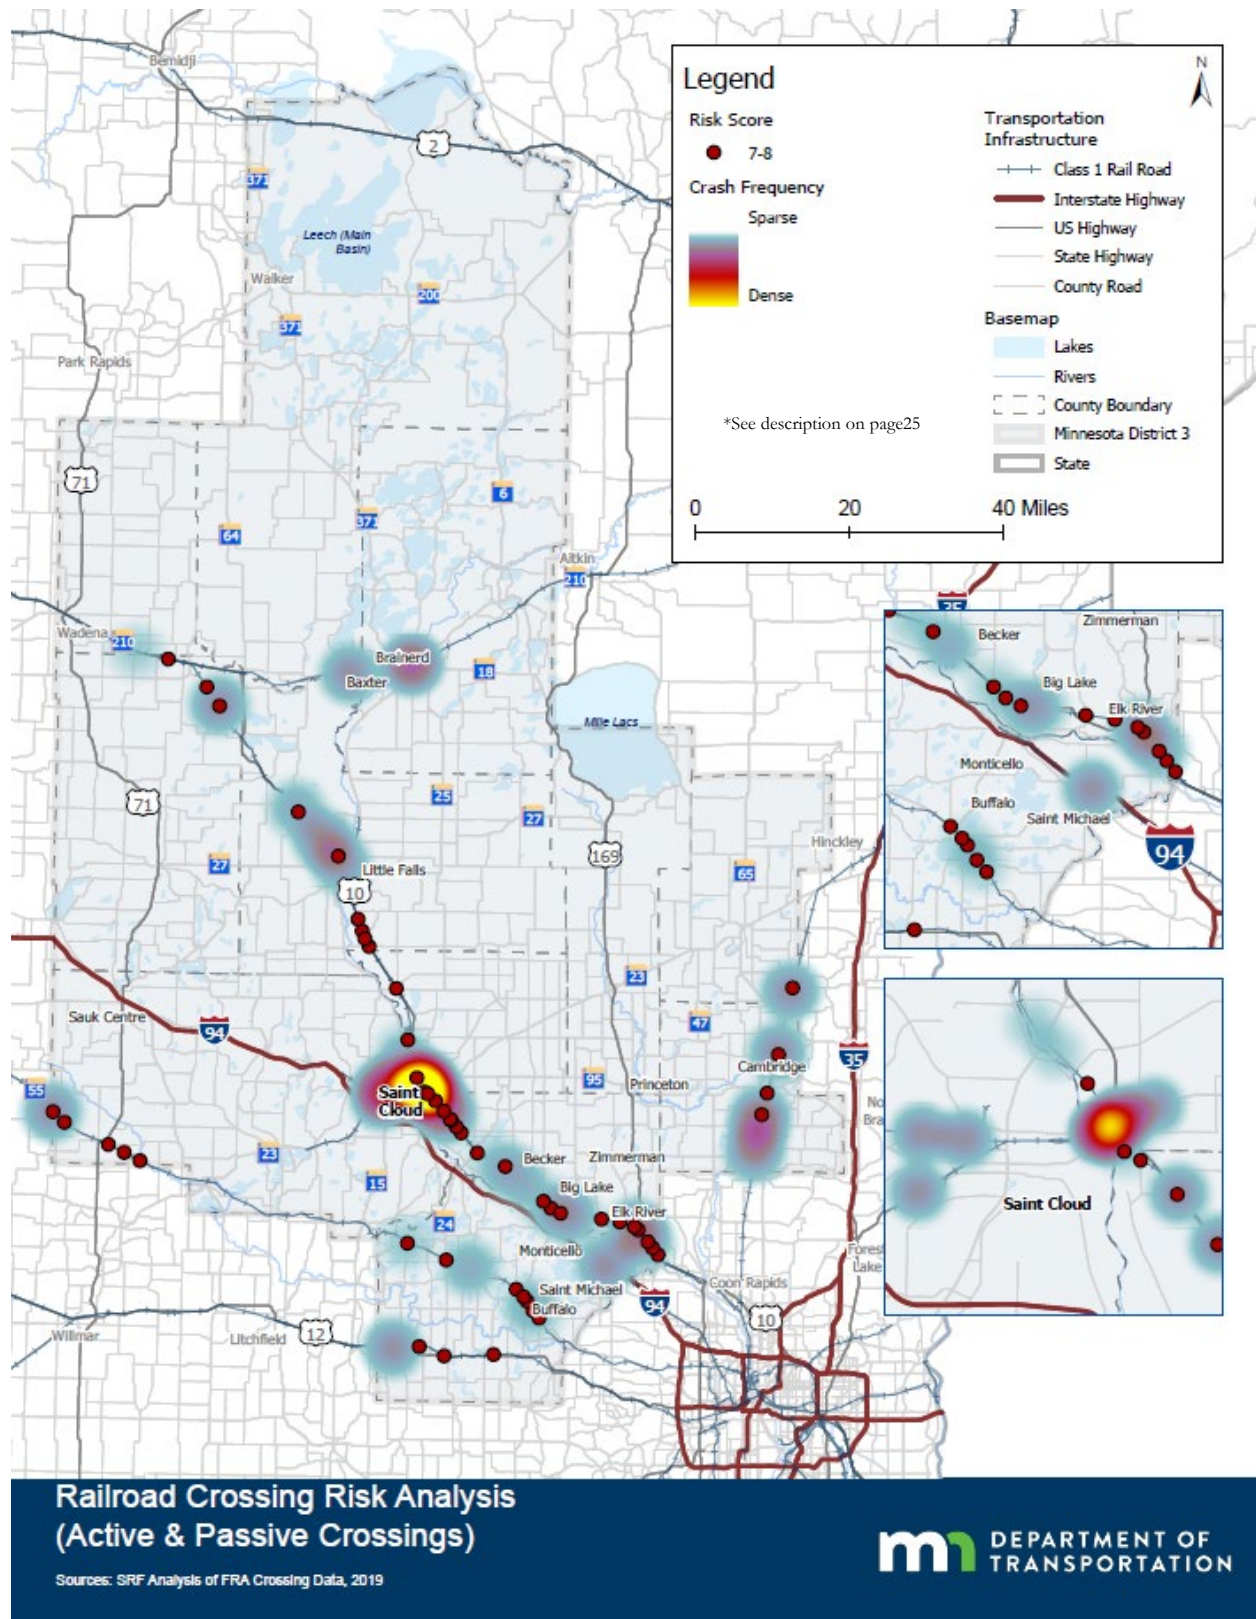 Bemidji
2
371
Leech (Main
Basin)
Walker
200
371
Park Rapids
71
6
371
64
Aitkin
210
Wadena
210
Brainerd
Baxter
18
Mille Lacs
71
25
27
169
27
Little Falls
10
65
Hinckley
23
47
Sauk Centre
94
35
Cambridge
55
95
Princeton
Saint
Cloud
No
Bra
23
Becker
Zimmerman
15
Big Lake
24
Elk River
Monticello
Forest
Lake
Saint Michael
Coon Rapids
Buffalo
94
10
Willmar
Litchfield
12
Legend
N
Risk Score
7-8
Crash Frequency
Sparse
Dense
Transportation
Infrastructure
Class 1 Rail Road
Interstate Highway
US Highway
State Highway
County Road
Basemap
Lakes
Rivers
County Boundary
Minnesota District 3
State
*See description on page25
0 20 40 Miles
35
Becker
Zimmerman
Big Lake
Elk River
Monticello
Buffalo
Saint Michael
94
Saint Cloud
Railroad Crossing Risk Analysis
(Active & Passive Crossings)
Sources: SRF Analysis of FRA Crossing Data, 2019
mn DEPARTMENT OF
TRANSPORTATION